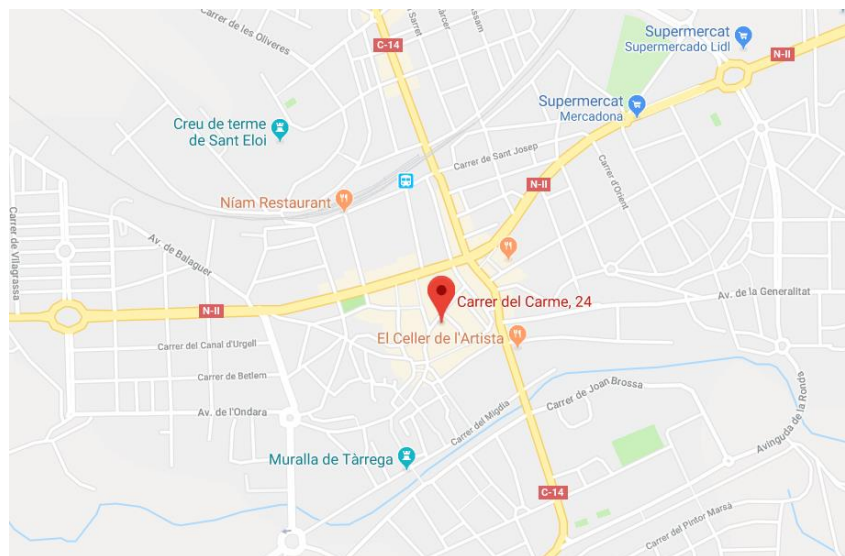 Carrer de les Oliveres
C-14
Carrer
Supermercat
Supermercado Lidl
N-II
Creu de terme
de Sant Eloi
Supermercat
Mercadona
Carrer de Sant Josep
Níam Restaurant
N-II
Carrer d'Orient
Carrer de Vilagrassa
Av. de Balaguer
N-II
Carrer del Carme, 24
Av. de la Generalitat
El Celler de l'Artista
Carrer del Canal d'Urgell
Carrer de Betlem
Av. de l'Ondara
Carrer del Migdia
Carrer de Joan Brossa
Avinguda de la Ronda
Muralla de Tàrrega
C-14
Carrer del Pintor Marsà